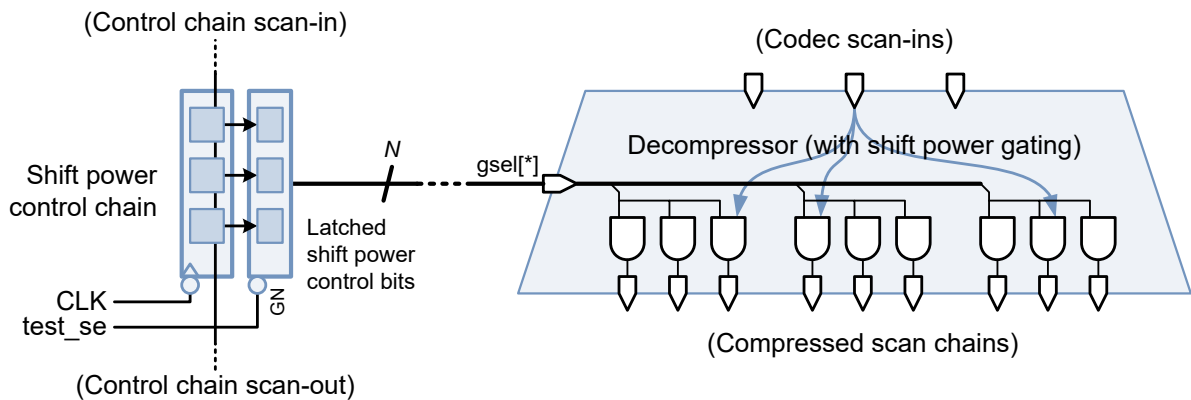 (Control chain scan-in)
(Codec scan-ins)
Decompressor (with shift power gating)
N
gsel[*]
Shift power
control chain
Latched
shift power
control bits
GN
CLK
test_se
(Compressed scan chains)
(Control chain scan-out)